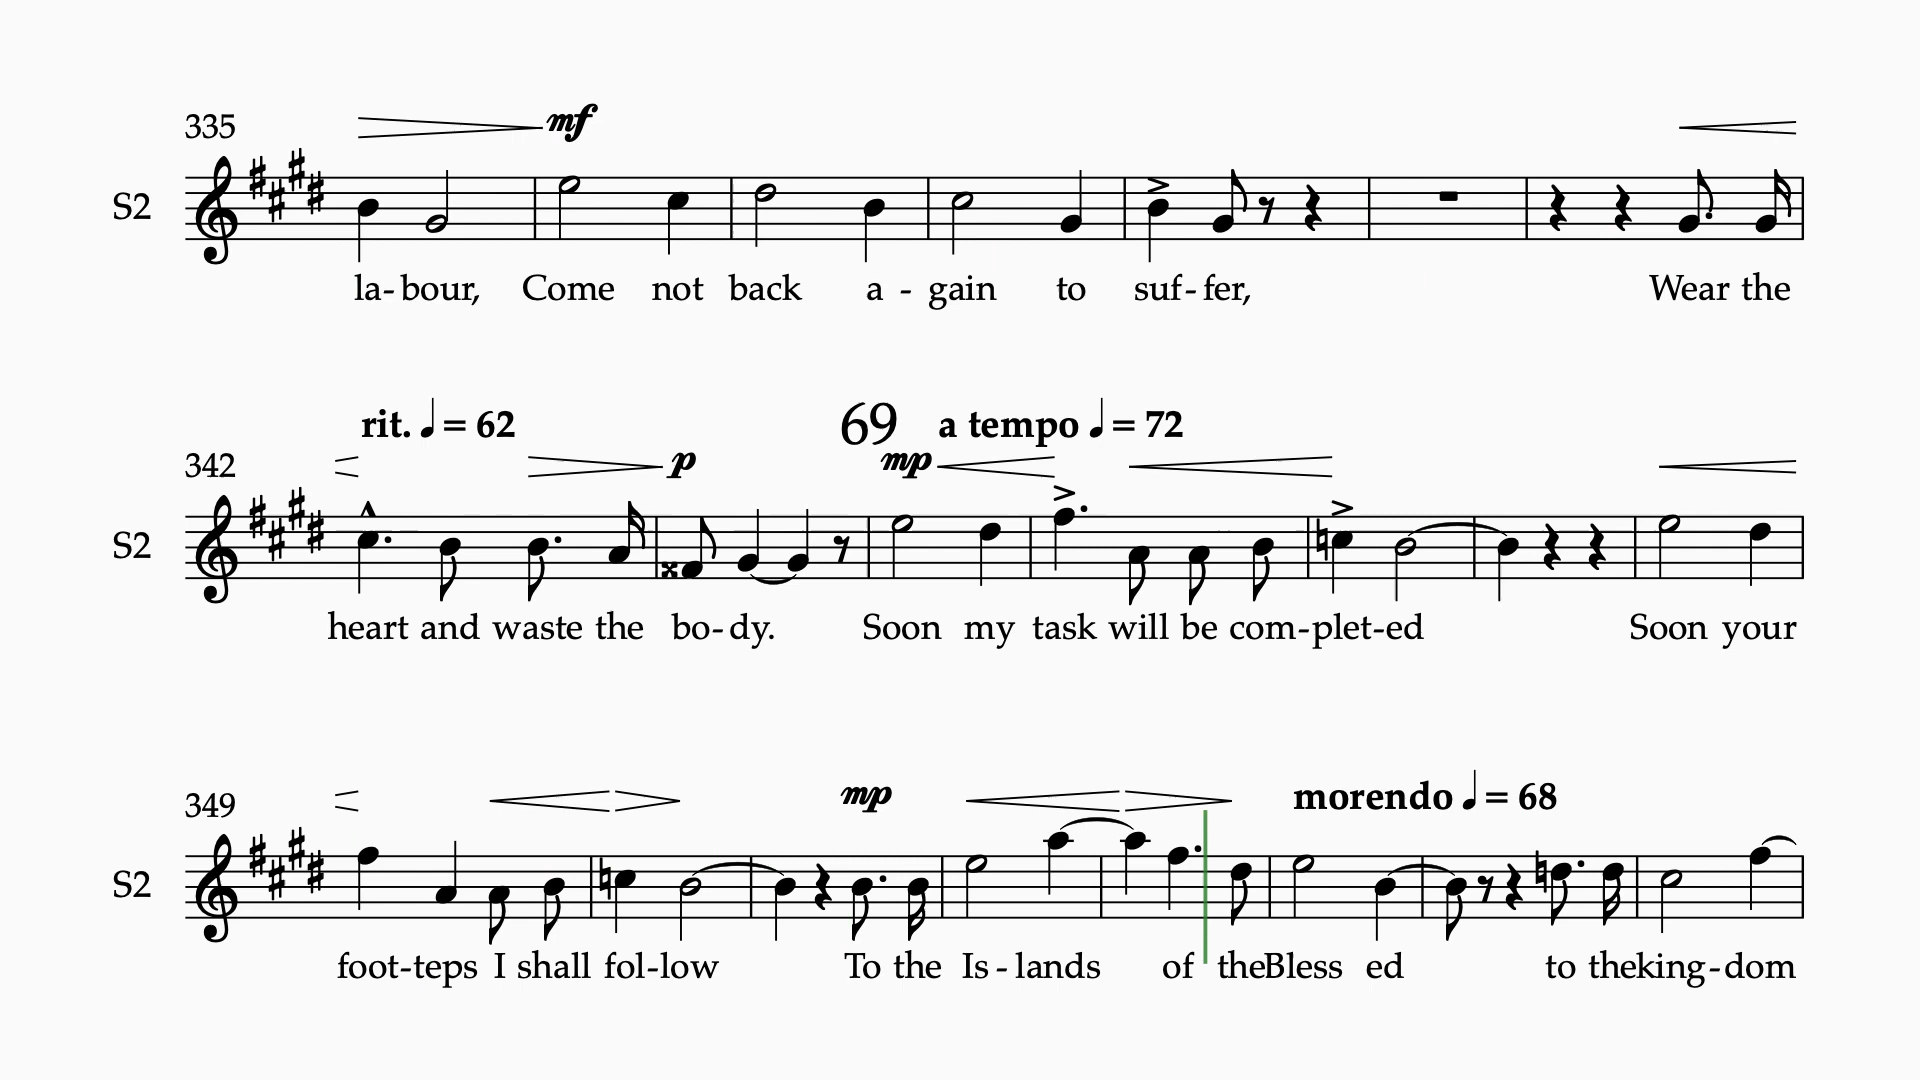 335 mf
S2
la- bour, Come not back a - gain to suf- fer, Wear the
rit. ♩ = 62 69 a tempo ♩ = 72
342 p mp
S2
heart and waste the bo- dy. Soon my task will be com-plet-ed Soon your
morendo ♩ = 68
349 mp
S2
foot-teps I shall fol-low To the Is - lands of theBless ed to theking-dom